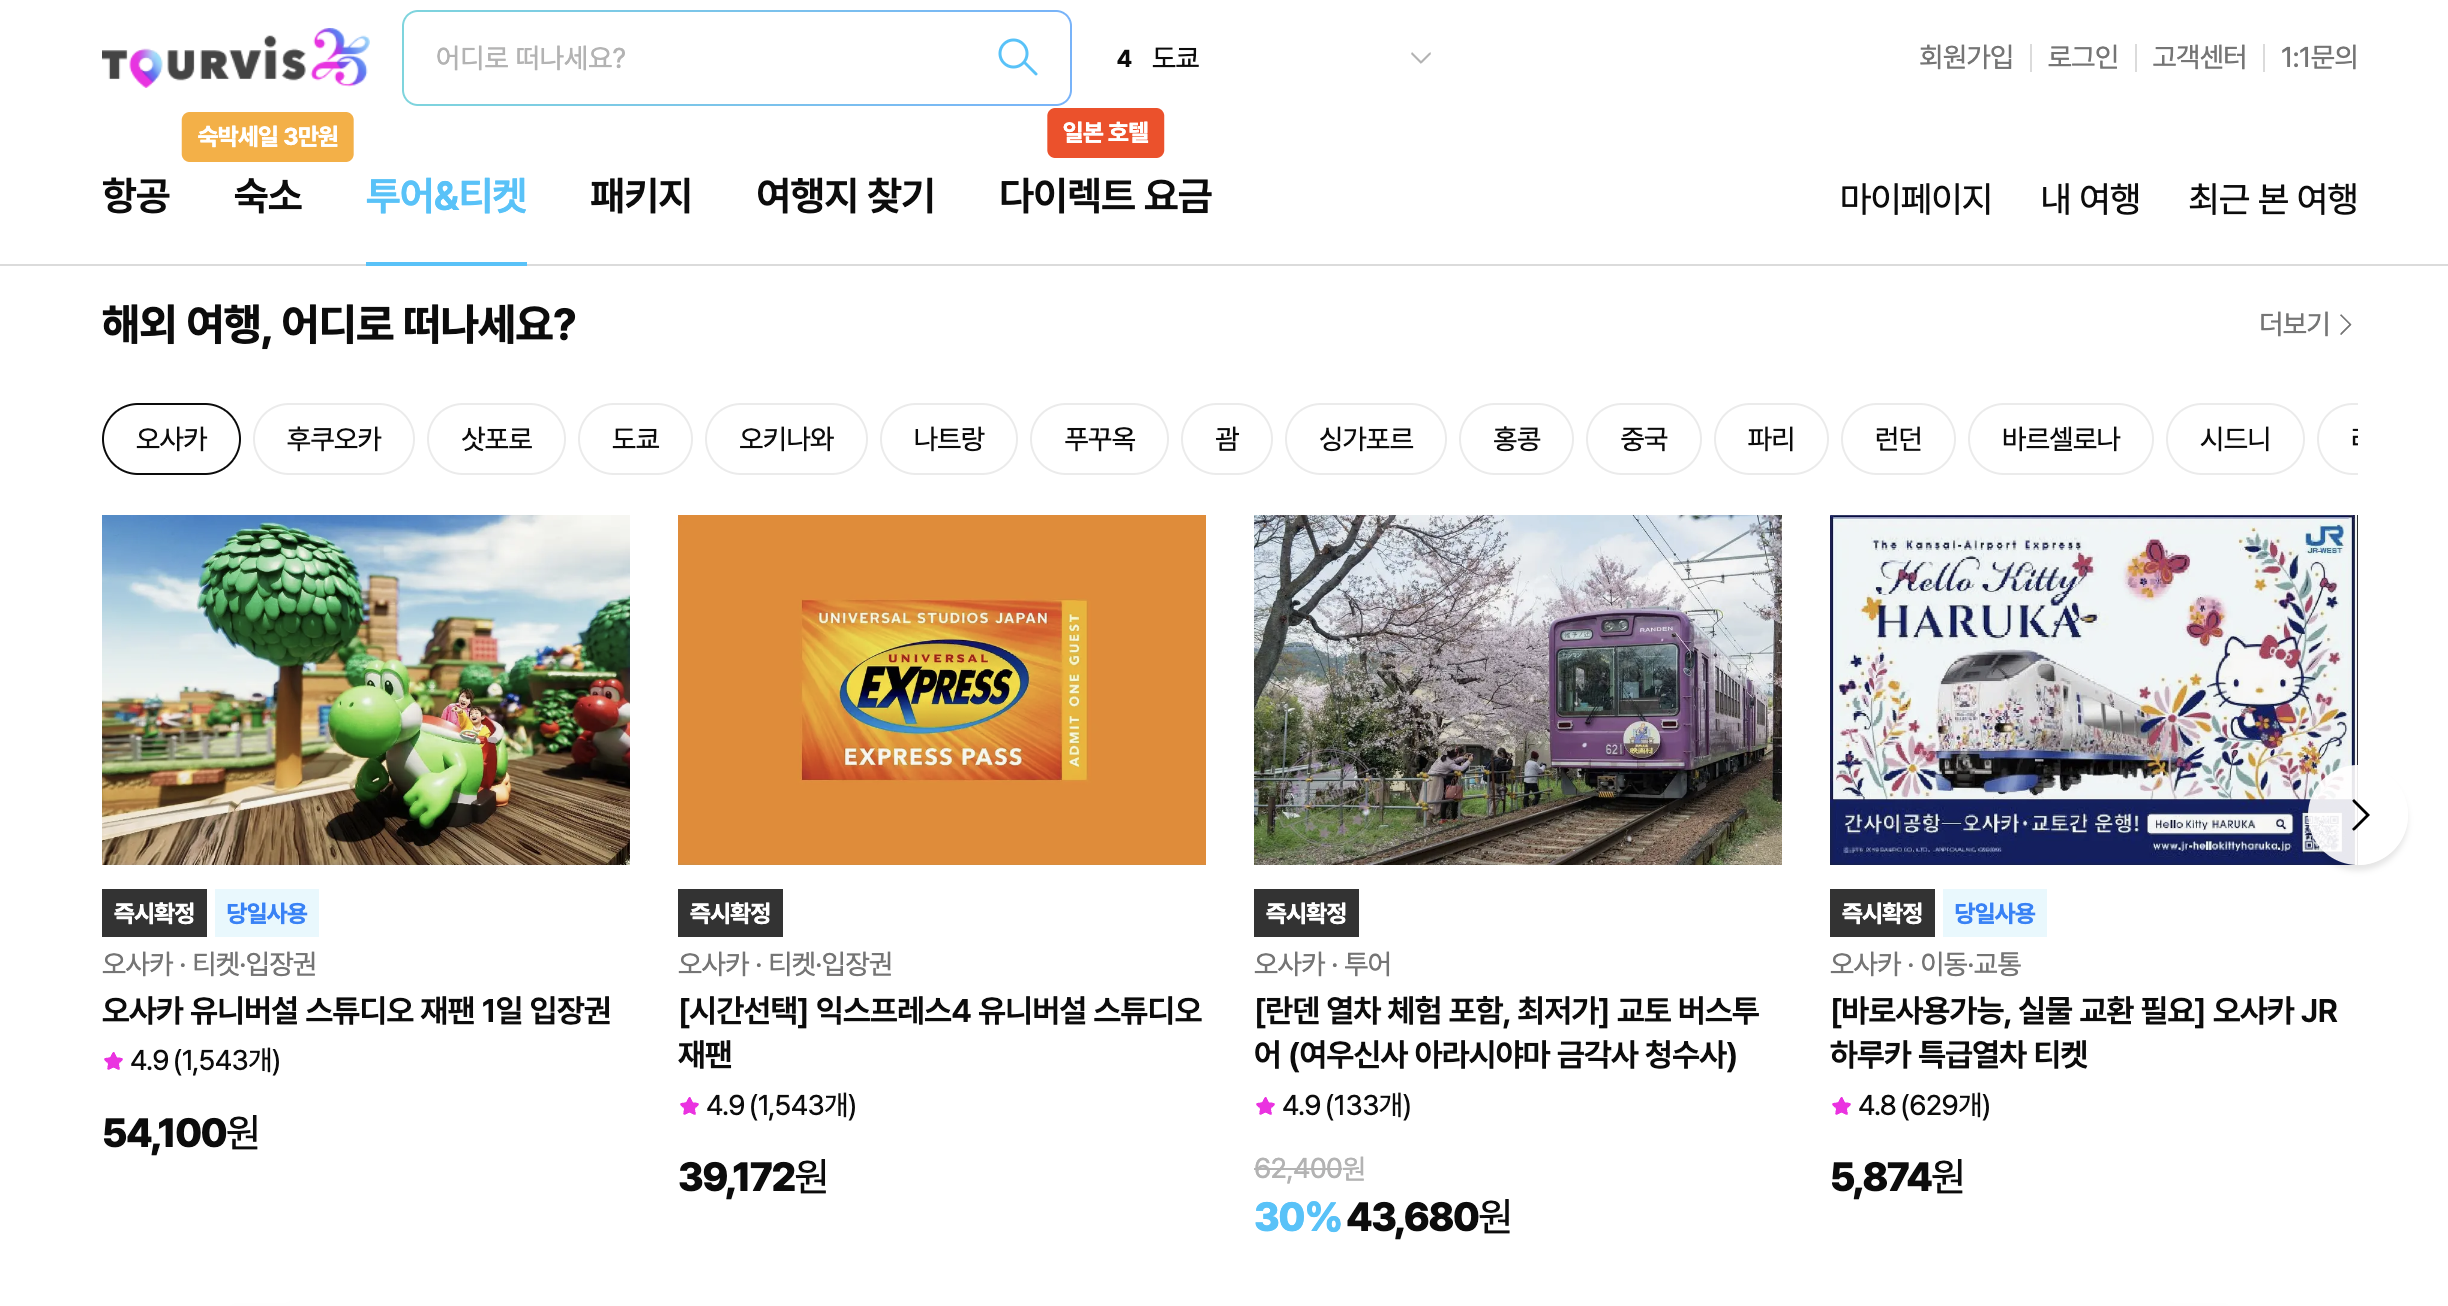 TOURVIS 25
어디로 떠나세요?
4 도쿄
회원가입 로그인 고객센터 1:1문의
숙박세일 3만원
일본 호텔
항공 숙소 투어&티켓 패키지 여행지 찾기 다이렉트 요금
마이페이지 내 여행 최근 본 여행
해외 여행, 어디로 떠나세요?
더보기
오사카 후쿠오카 삿포로 도쿄 오키나와 나트랑 푸꾸옥 괌 싱가포르 홍콩 중국 파리 런던 바르셀로나 시드니
UNIVERSAL STUDIOS JAPAN
UNIVERSAL
EXPRESS
EXPRESS PASS
ADMIT ONE GUEST
RANDEN
621
JR
JR-WEST
The Kansai-Airport Express
Hello Kitty
HARUKA
간사이공항—오사카·교토간 운행!
Hello Kitty HARUKA
www.jr-hellokittyharuka.jp
즉시확정 당일사용
오사카 · 티켓·입장권
오사카 유니버설 스튜디오 재팬 1일 입장권
4.9 (1,543개)
54,100원
즉시확정
오사카 · 티켓·입장권
[시간선택] 익스프레스4 유니버설 스튜디오
재팬
4.9 (1,543개)
39,172원
즉시확정
오사카 · 투어
[란덴 열차 체험 포함, 최저가] 교토 버스투
어 (여우신사 아라시야마 금각사 청수사)
4.9 (133개)
62,400원
30% 43,680원
즉시확정 당일사용
오사카 · 이동·교통
[바로사용가능, 실물 교환 필요] 오사카 JR
하루카 특급열차 티켓
4.8 (629개)
5,874원